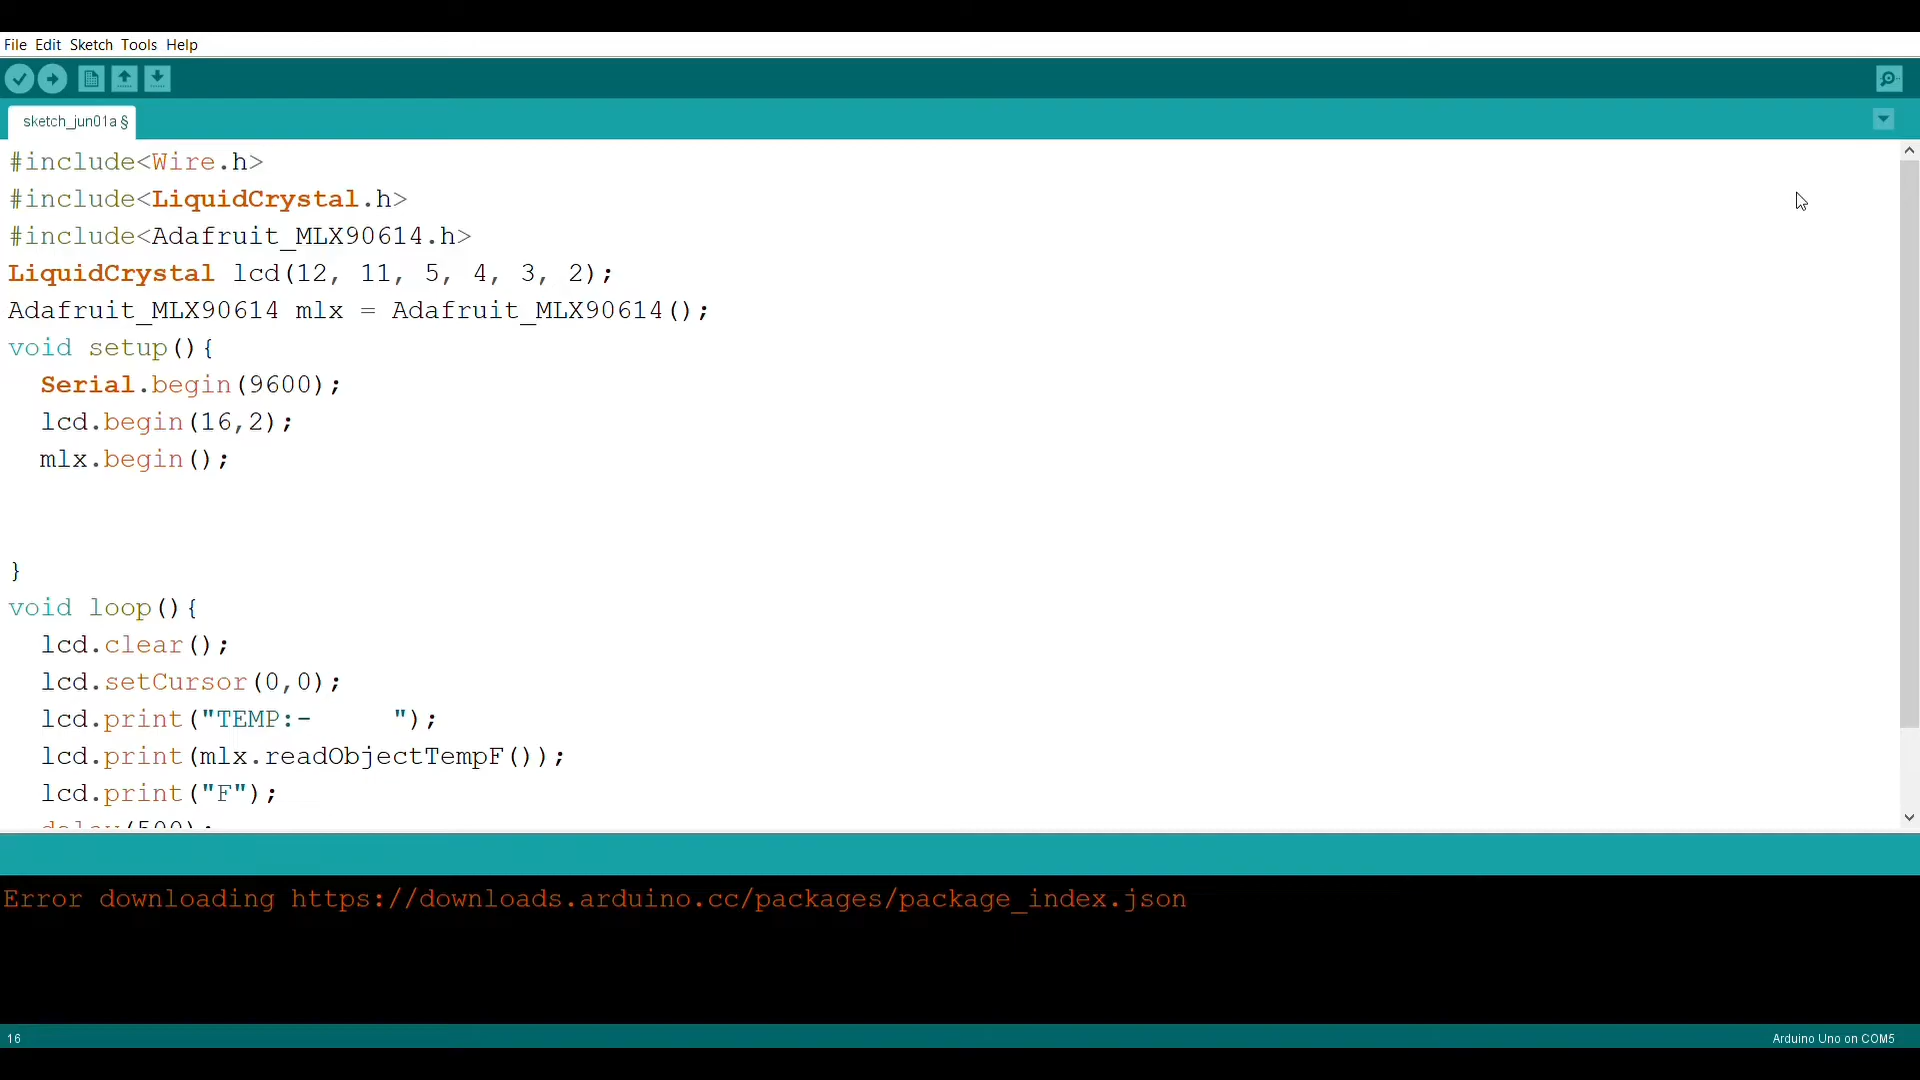 File Edit Sketch Tools Help
sketch_jun01a §
#include<Wire.h>
#include<LiquidCrystal.h>
#include<Adafruit_MLX90614.h>
LiquidCrystal lcd(12, 11, 5, 4, 3, 2);
Adafruit_MLX90614 mlx = Adafruit_MLX90614();
void setup(){
  Serial.begin(9600);
  lcd.begin(16,2);
  mlx.begin();
}
void loop(){
  lcd.clear();
  lcd.setCursor(0,0);
  lcd.print("TEMP:-     ");
  lcd.print(mlx.readObjectTempF());
  lcd.print("F");
  delay(500);
Error downloading https://downloads.arduino.cc/packages/package_index.json
16
Arduino Uno on COM5